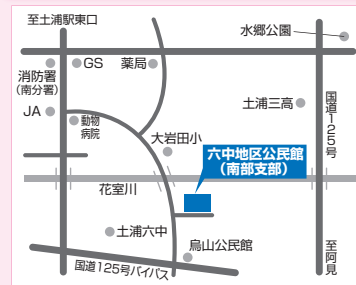 至土浦駅東口
水郷公園
消防署
(南分署)
GS
薬局
JA
動物
病院
土浦三高
国道125号
大岩田小
六中地区公民館
(南部支部)
花室川
土浦六中
烏山公民館
国道125号バイパス
至阿見